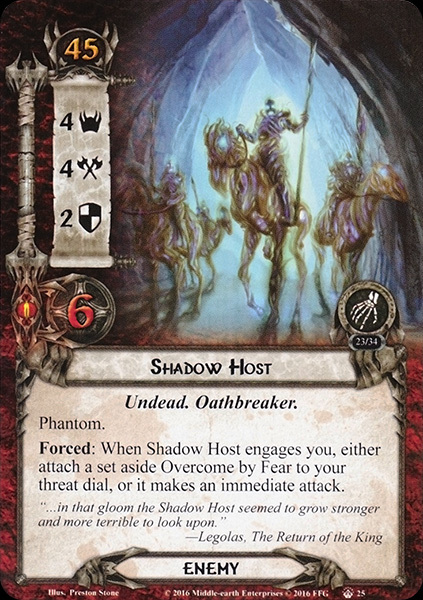 45
4
4
2
6
23/34
Shadow Host
Undead. Oathbreaker.
Phantom.
Forced: When Shadow Host engages you, either
attach a set aside Overcome by Fear to your
threat dial, or it makes an immediate attack.
"...in that gloom the Shadow Host seemed to grow stronger
and more terrible to look upon."
—Legolas, The Return of the King
ENEMY
Illus. Preston Stone
© 2016 Middle-earth Enterprises © 2016 FFG
25